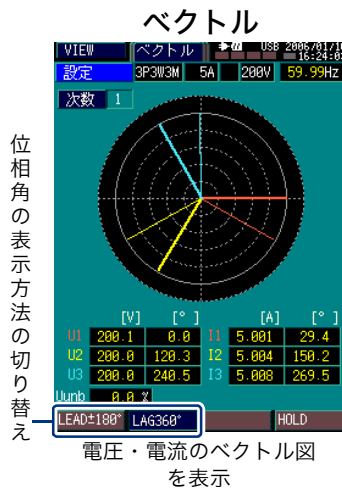 ベクトル
VIEW ベクトル USB 2006/01/10
16:24:03
設定 3P3W3M 5A 200V 59.99Hz
次数 1
位相角の表示方法の切り替え
[V] [° ] [A] [° ]
U1 200.1 0.0 I1 5.001 29.4
U2 200.0 120.3 I2 5.004 150.2
U3 200.0 240.5 I3 5.008 269.5
Uunb 0.0 %
LEAD±180° LAG360° HOLD
電圧・電流のベクトル図
を表示